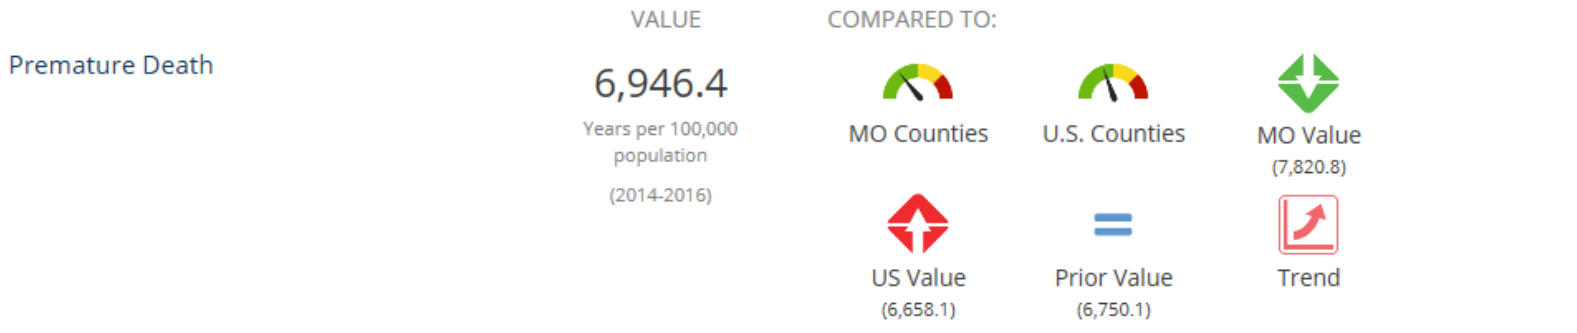 VALUE COMPARED TO:
Premature Death
6,946.4
Years per 100,000
population
(2014-2016)
MO Counties
U.S. Counties
MO Value
(7,820.8)
US Value
(6,658.1)
Prior Value
(6,750.1)
Trend